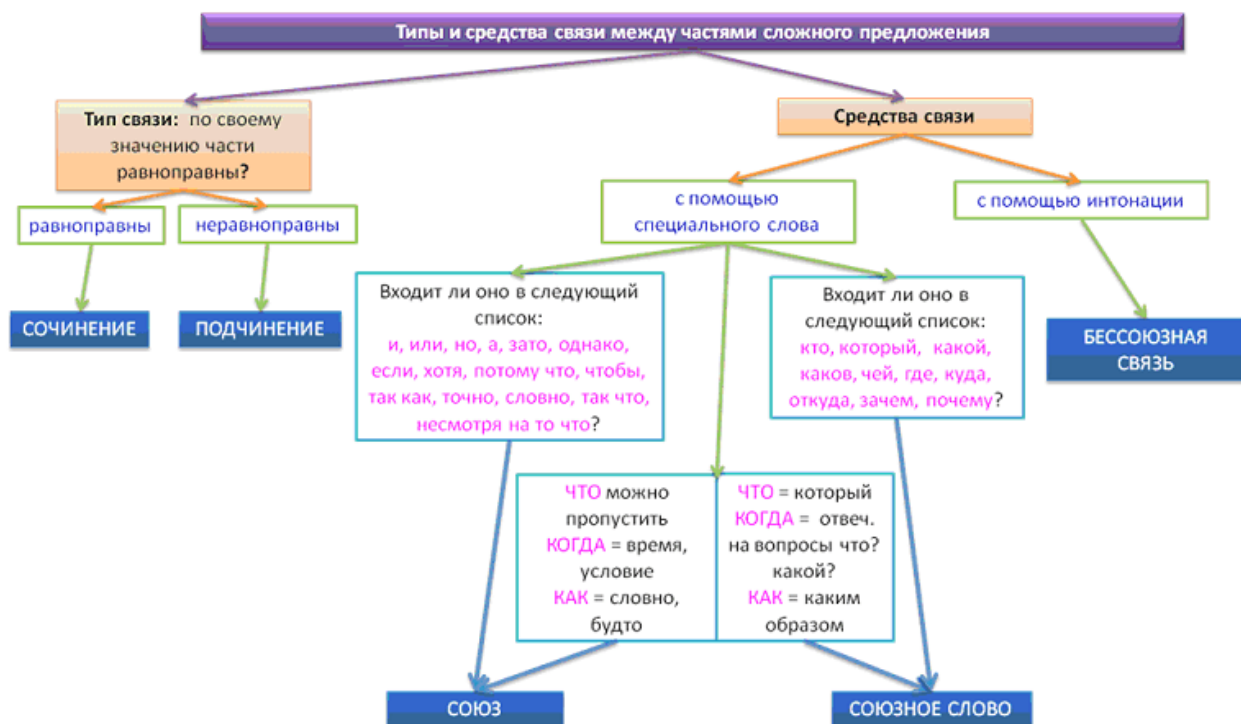 Типы и средства связи между частями сложного предложения
Тип связи: по своему
значению части
равноправны?
Средства связи
равноправны
неравноправны
с помощью
специального слова
с помощью интонации
СОЧИНЕНИЕ
ПОДЧИНЕНИЕ
Входит ли оно в следующий
список:
и, или, но, а, зато, однако,
если, хотя, потому что, чтобы,
так как, точно, словно, так что,
несмотря на то что?
Входит ли оно в
следующий список:
кто, который, какой,
каков, чей, где, куда,
откуда, зачем, почему?
БЕССОЮЗНАЯ
СВЯЗЬ
ЧТО можно
пропустить
КОГДА = время,
условие
КАК = словно,
будто
ЧТО = который
КОГДА = отвеч.
на вопросы что?
какой?
КАК = каким
образом
СОЮЗ
СОЮЗНОЕ СЛОВО